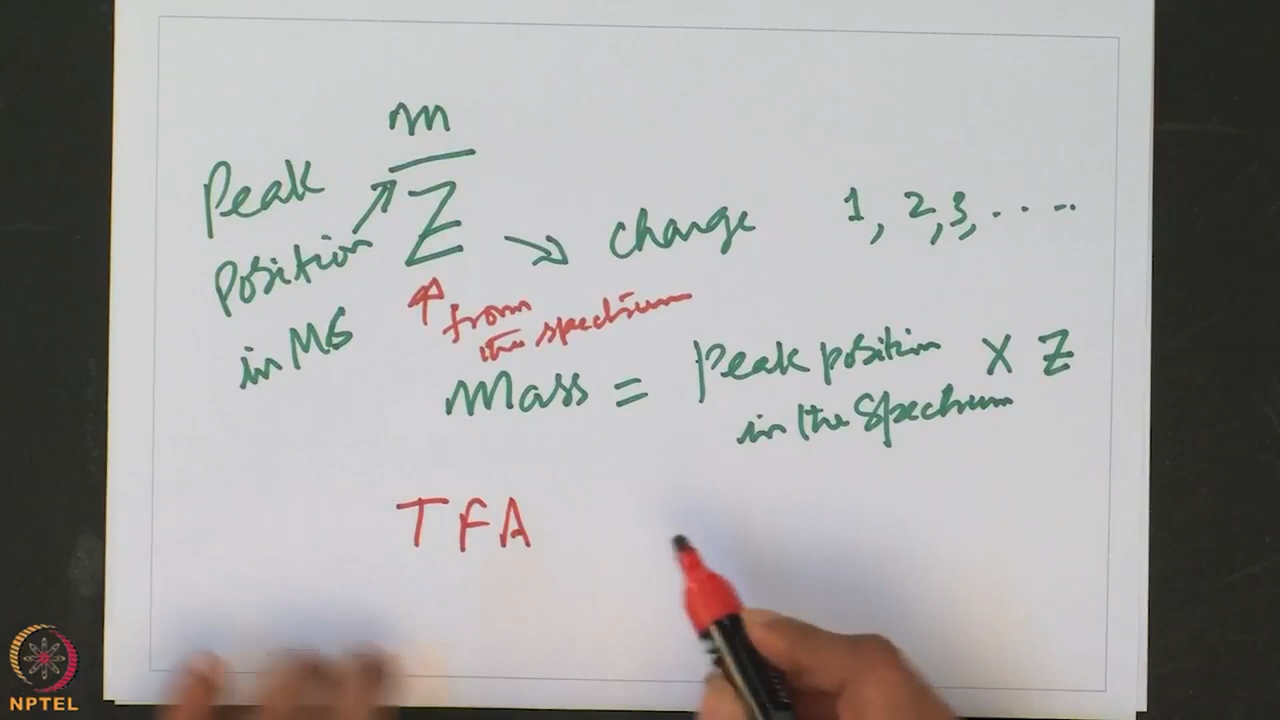 m
Peak
Z
position
in MS
change 1, 2, 3, .....
from
the spectrum
Mass = Peak position X Z
in the spectrum
TFA
NPTEL